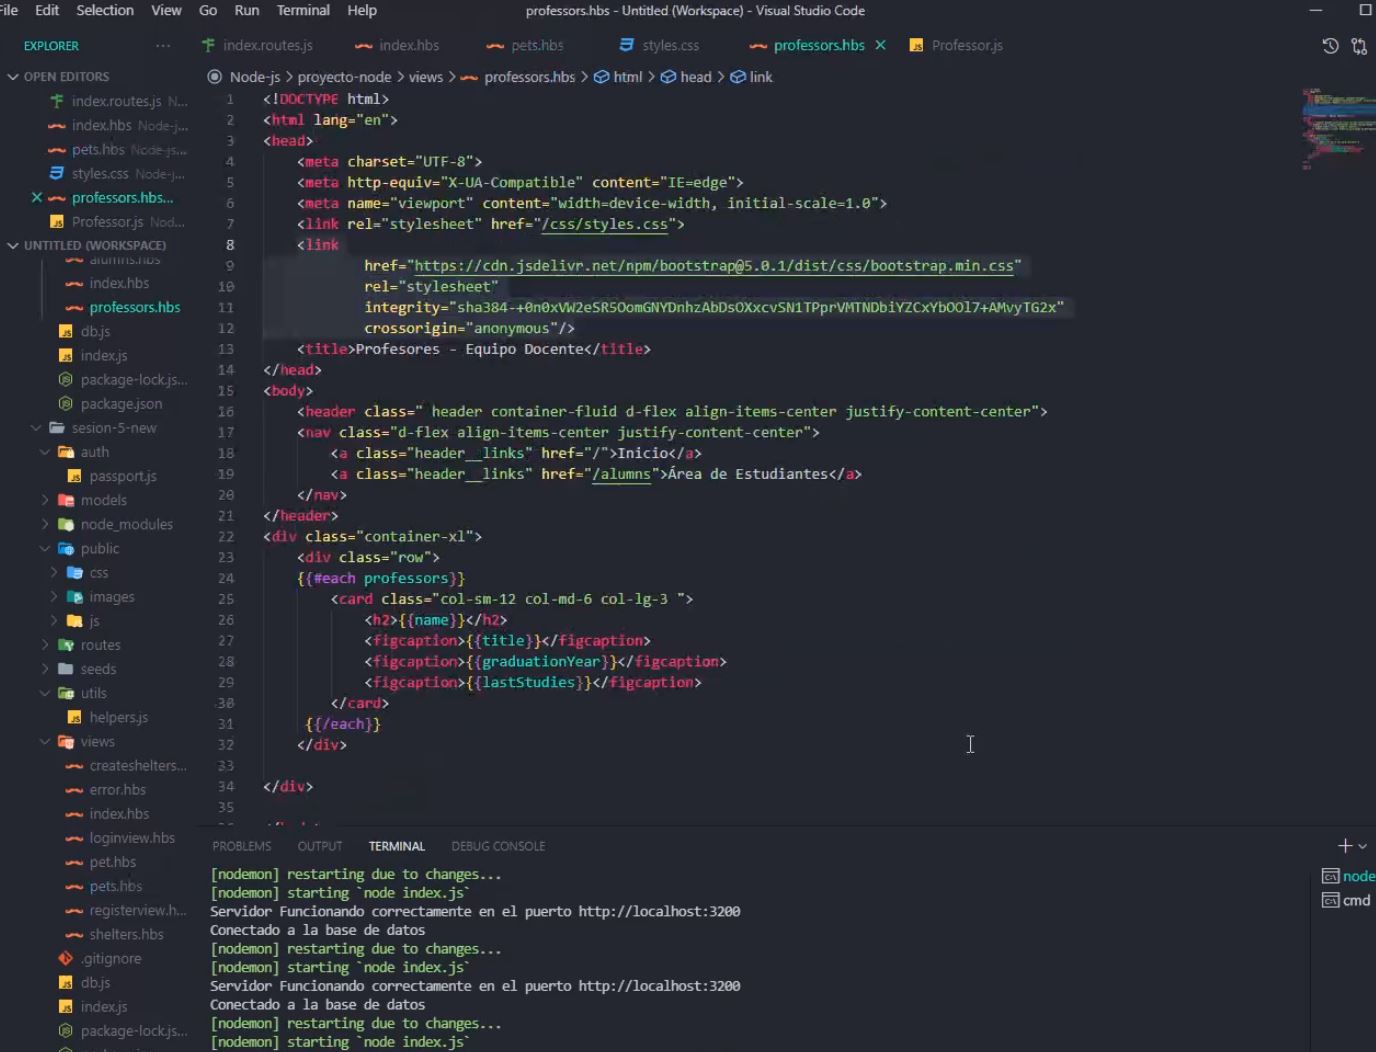 File Edit Selection View Go Run Terminal Help
professors.hbs - Untitled (Workspace) - Visual Studio Code
EXPLORER ...
index.routes.js
index.hbs
pets.hbs
styles.css
professors.hbs
Professor.js
OPEN EDITORS
index.routes.js N...
index.hbs Node-j...
pets.hbs Node-js...
styles.css Node-j...
professors.hbs...
Professor.js Nod...
UNTITLED (WORKSPACE)
alumns.hbs
index.hbs
professors.hbs
db.js
index.js
package-lock.js...
package.json
sesion-5-new
auth
passport.js
models
node_modules
public
css
images
js
routes
seeds
utils
helpers.js
views
createshelters...
error.hbs
index.hbs
loginview.hbs
pet.hbs
pets.hbs
registerview.h...
shelters.hbs
.gitignore
db.js
index.js
package-lock.js...
Node-js > proyecto-node > views > professors.hbs > html > head > link
1 <!DOCTYPE html>
2 <html lang="en">
3 <head>
4 <meta charset="UTF-8">
5 <meta http-equiv="X-UA-Compatible" content="IE=edge">
6 <meta name="viewport" content="width=device-width, initial-scale=1.0">
7 <link rel="stylesheet" href="/css/styles.css">
8 <link
9 href="https://cdn.jsdelivr.net/npm/bootstrap@5.0.1/dist/css/bootstrap.min.css"
10 rel="stylesheet"
11 integrity="sha384-+0n0xVW2eSR5OomGNYDnhzAbDsOXxcvSN1TPprVMTNDbiYZCxYbOOl7+AMvyTG2x"
12 crossorigin="anonymous"/>
13 <title>Profesores - Equipo Docente</title>
14 </head>
15 <body>
16 <header class=" header container-fluid d-flex align-items-center justify-content-center">
17 <nav class="d-flex align-items-center justify-content-center">
18 <a class="header__links" href="/">Inicio</a>
19 <a class="header__links" href="/alumns">Área de Estudiantes</a>
20 </nav>
21 </header>
22 <div class="container-xl">
23 <div class="row">
24 {{#each professors}}
25 <card class="col-sm-12 col-md-6 col-lg-3 ">
26 <h2>{{name}}</h2>
27 <figcaption>{{title}}</figcaption>
28 <figcaption>{{graduationYear}}</figcaption>
29 <figcaption>{{lastStudies}}</figcaption>
30 </card>
31 {{/each}}
32 </div>
33
34 </div>
35
PROBLEMS OUTPUT TERMINAL DEBUG CONSOLE
[nodemon] restarting due to changes...
[nodemon] starting `node index.js`
Servidor Funcionando correctamente en el puerto http://localhost:3200
Conectado a la base de datos
[nodemon] restarting due to changes...
[nodemon] starting `node index.js`
Servidor Funcionando correctamente en el puerto http://localhost:3200
Conectado a la base de datos
[nodemon] restarting due to changes...
[nodemon] starting `node index.js`
node
cmd